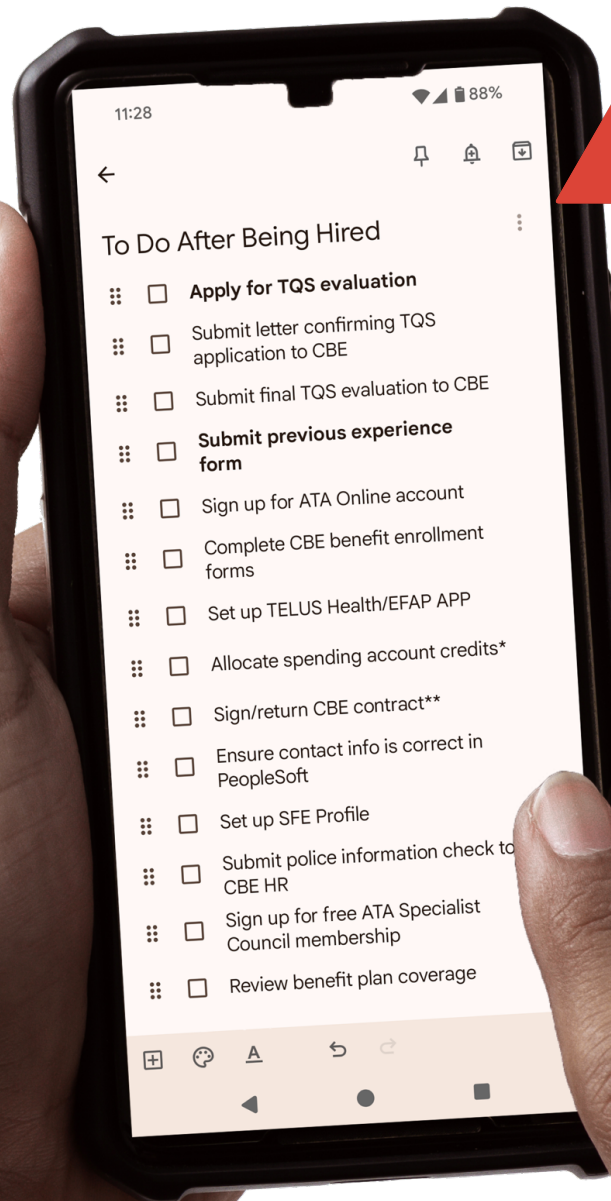 11:28
88%
To Do After Being Hired
Apply for TQS evaluation
Submit letter confirming TQS
application to CBE
Submit final TQS evaluation to CBE
Submit previous experience
form
Sign up for ATA Online account
Complete CBE benefit enrollment
forms
Set up TELUS Health/EFAP APP
Allocate spending account credits*
Sign/return CBE contract**
Ensure contact info is correct in
PeopleSoft
Set up SFE Profile
Submit police information check to
CBE HR
Sign up for free ATA Specialist
Council membership
Review benefit plan coverage
A